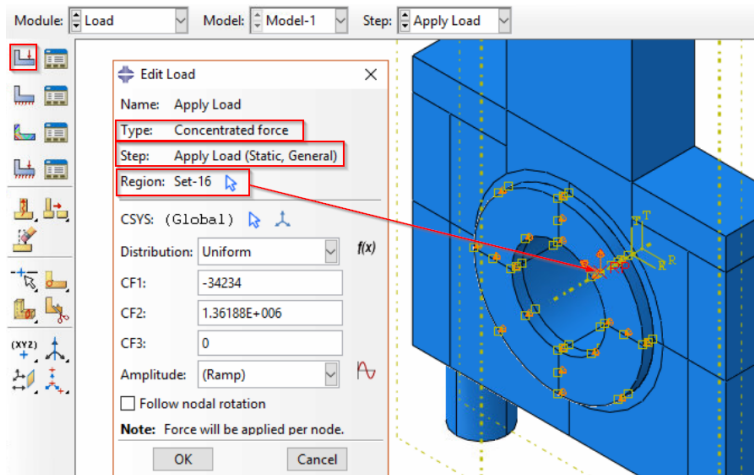 Module: Load Model: Model-1 Step: Apply Load
Edit Load
Name: Apply Load
Type: Concentrated force
Step: Apply Load (Static, General)
Region: Set-16
CSYS: (Global)
Distribution: Uniform f(x)
CF1: -34234
CF2: 1.36188E+006
CF3: 0
Amplitude: (Ramp)
Follow nodal rotation
Note: Force will be applied per node.
OK Cancel
(XYZ)
T
R